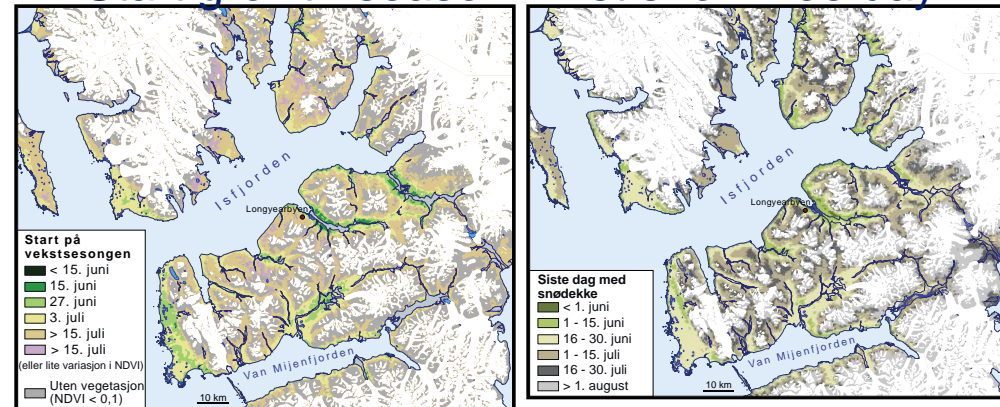 Isfjorden
Longyearbyen
Start på
vekstsesongen
< 15. juni
15. juni
27. juni
3. juli
> 15. juli
> 15. juli
(eller lite variasjon i NDVI)
Uten vegetasjon
(NDVI < 0,1)
Van Mijenfjorden
10 km
Isfjorden
Longyearbyen
Siste dag med
snødekke
< 1. juni
1 - 15. juni
16 - 30. juni
1 - 15. juli
16 - 30. juli
> 1. august
Van Mijenfjorden
10 km